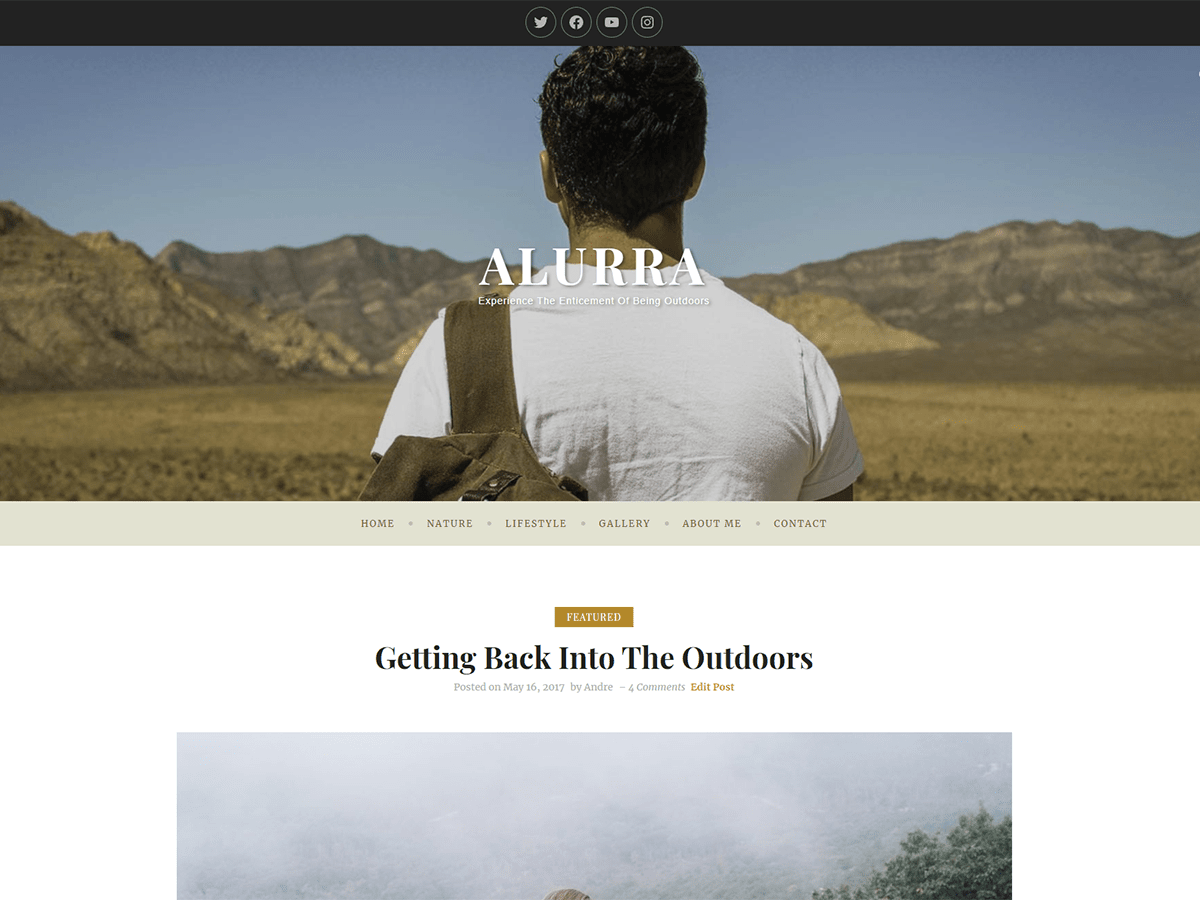 ALURRA
Experience The Enticement Of Being Outdoors
HOME NATURE LIFESTYLE GALLERY ABOUT ME CONTACT
FEATURED
Getting Back Into The Outdoors
Posted on May 16, 2017 by Andre – 4 Comments Edit Post